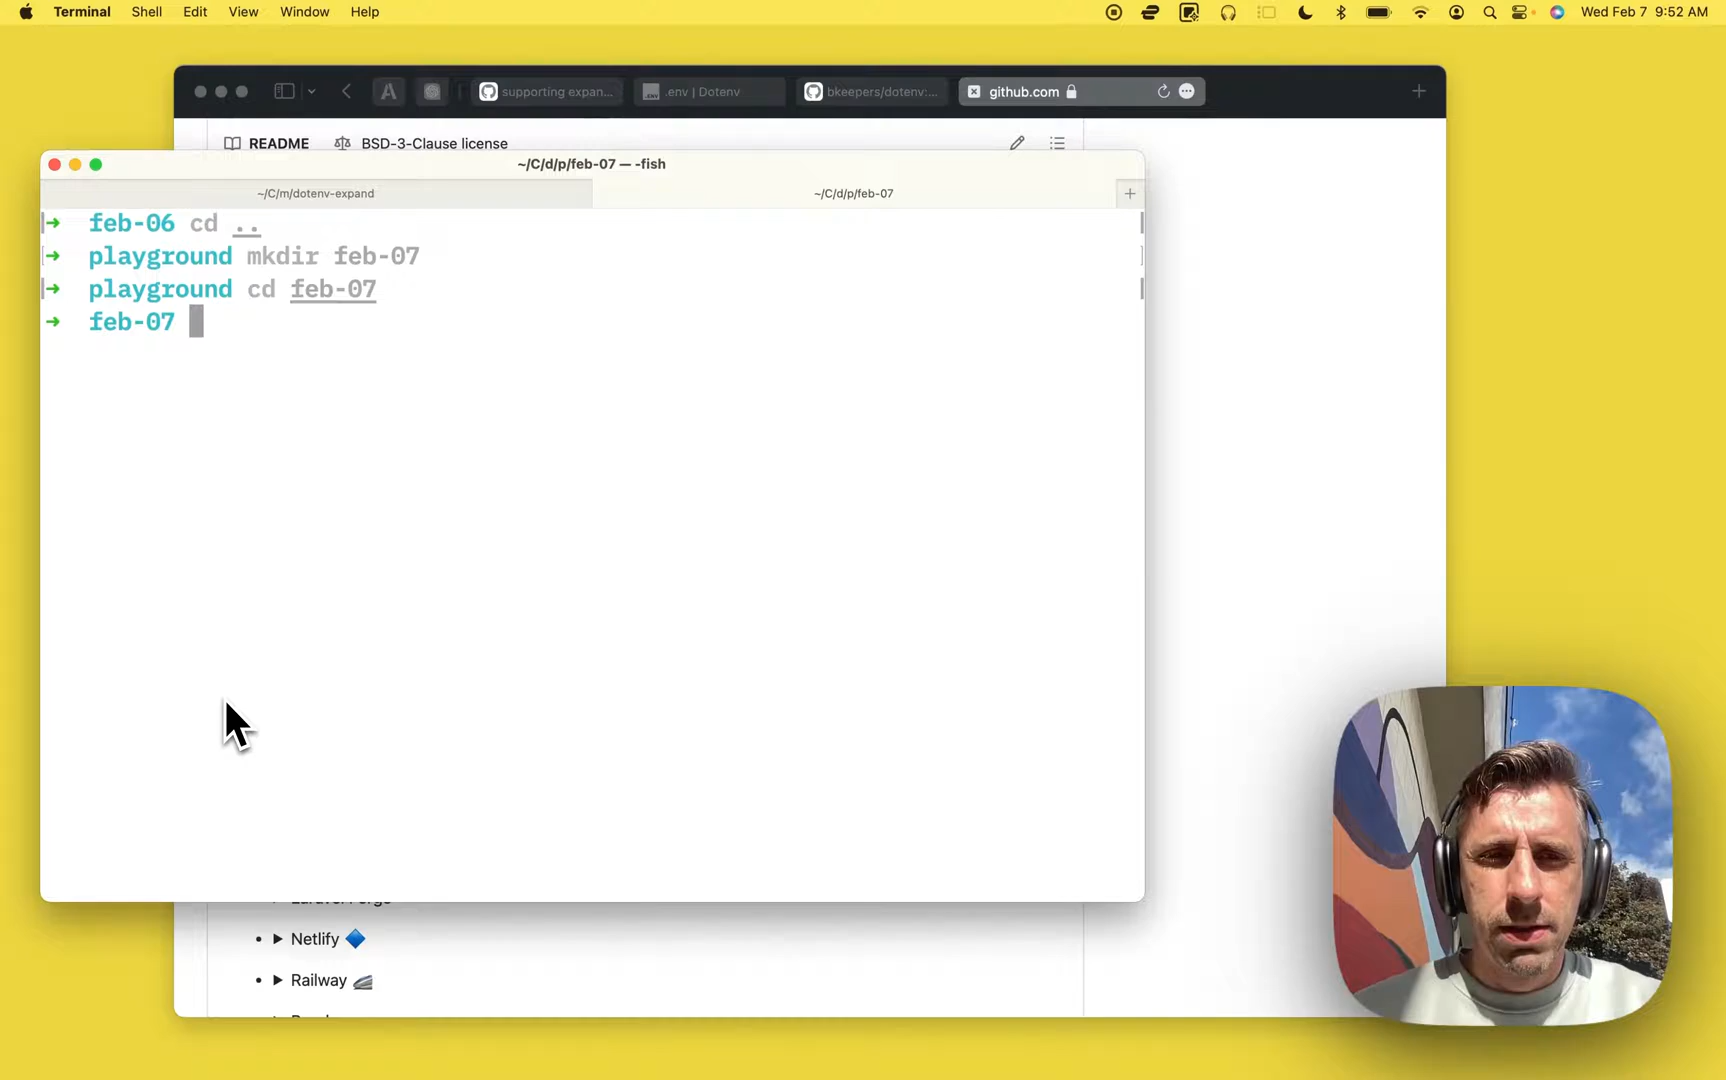 Terminal Shell Edit View Window Help Wed Feb 7 9:52 AM
supporting expan... .env | Dotenv bkeepers/dotenv:... github.com
README BSD-3-Clause license
~/C/d/p/feb-07 — -fish
~/C/m/dotenv-expand ~/C/d/p/feb-07
→ feb-06 cd ..
→ playground mkdir feb-07
→ playground cd feb-07
→ feb-07
• ▶ Netlify
• ▶ Railway